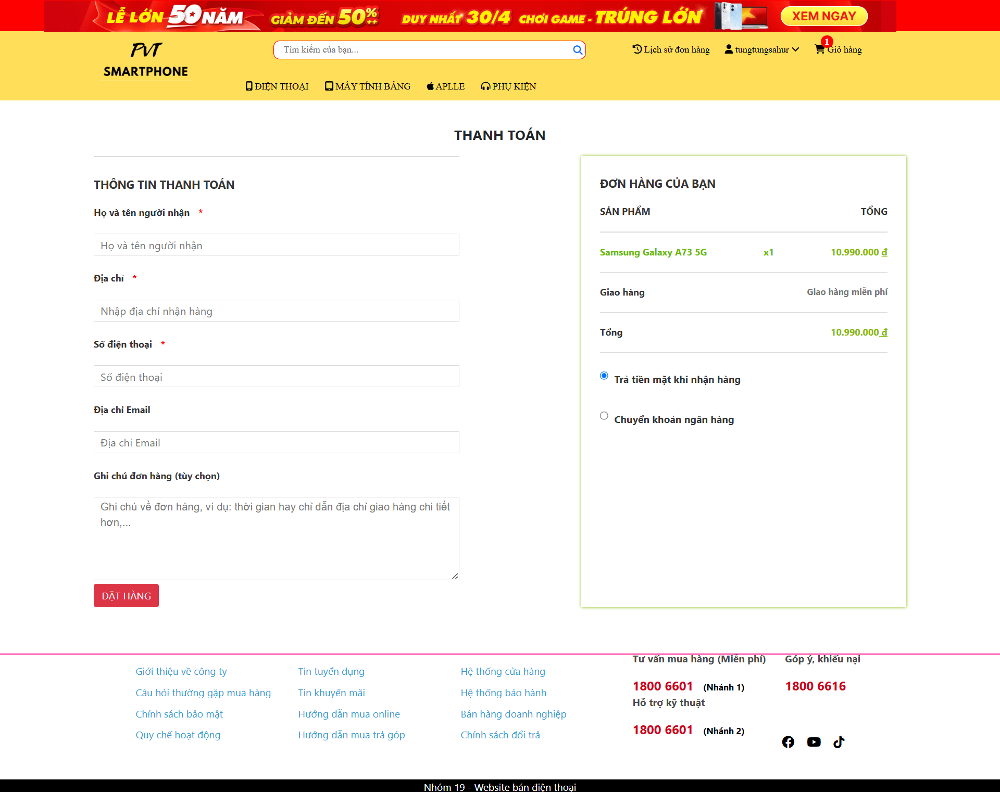 LỄ LỚN 50 NĂM GIẢM ĐẾN 50%++ DUY NHẤT 30/4 CHƠI GAME - TRÚNG LỚN XEM NGAY
PVT
SMARTPHONE
Tìm kiếm của bạn...
Lịch sử đơn hàng
tungtungsahur
1
Giỏ hàng
ĐIỆN THOẠI
MÁY TÍNH BẢNG
APLLE
PHỤ KIỆN
THANH TOÁN
THÔNG TIN THANH TOÁN
Họ và tên người nhận *
Họ và tên người nhận
Địa chỉ *
Nhập địa chỉ nhận hàng
Số điện thoại *
Số điện thoại
Địa chỉ Email
Địa chỉ Email
Ghi chú đơn hàng (tùy chọn)
Ghi chú về đơn hàng, ví dụ: thời gian hay chỉ dẫn địa chỉ giao hàng chi tiết
hơn,...
ĐẶT HÀNG
ĐƠN HÀNG CỦA BẠN
SẢN PHẨM TỔNG
Samsung Galaxy A73 5G x1 10.990.000 đ
Giao hàng Giao hàng miễn phí
Tổng 10.990.000 đ
Trả tiền mặt khi nhận hàng
Chuyển khoản ngân hàng
Giới thiệu về công ty
Câu hỏi thường gặp mua hàng
Chính sách bảo mật
Quy chế hoạt động
Tin tuyển dụng
Tin khuyến mãi
Hướng dẫn mua online
Hướng dẫn mua trả góp
Hệ thống cửa hàng
Hệ thống bảo hành
Bán hàng doanh nghiệp
Chính sách đổi trả
Tư vấn mua hàng (Miễn phí)
1800 6601 (Nhánh 1)
Hỗ trợ kỹ thuật
1800 6601 (Nhánh 2)
Góp ý, khiếu nại
1800 6616
Nhóm 19 - Website bán điện thoại